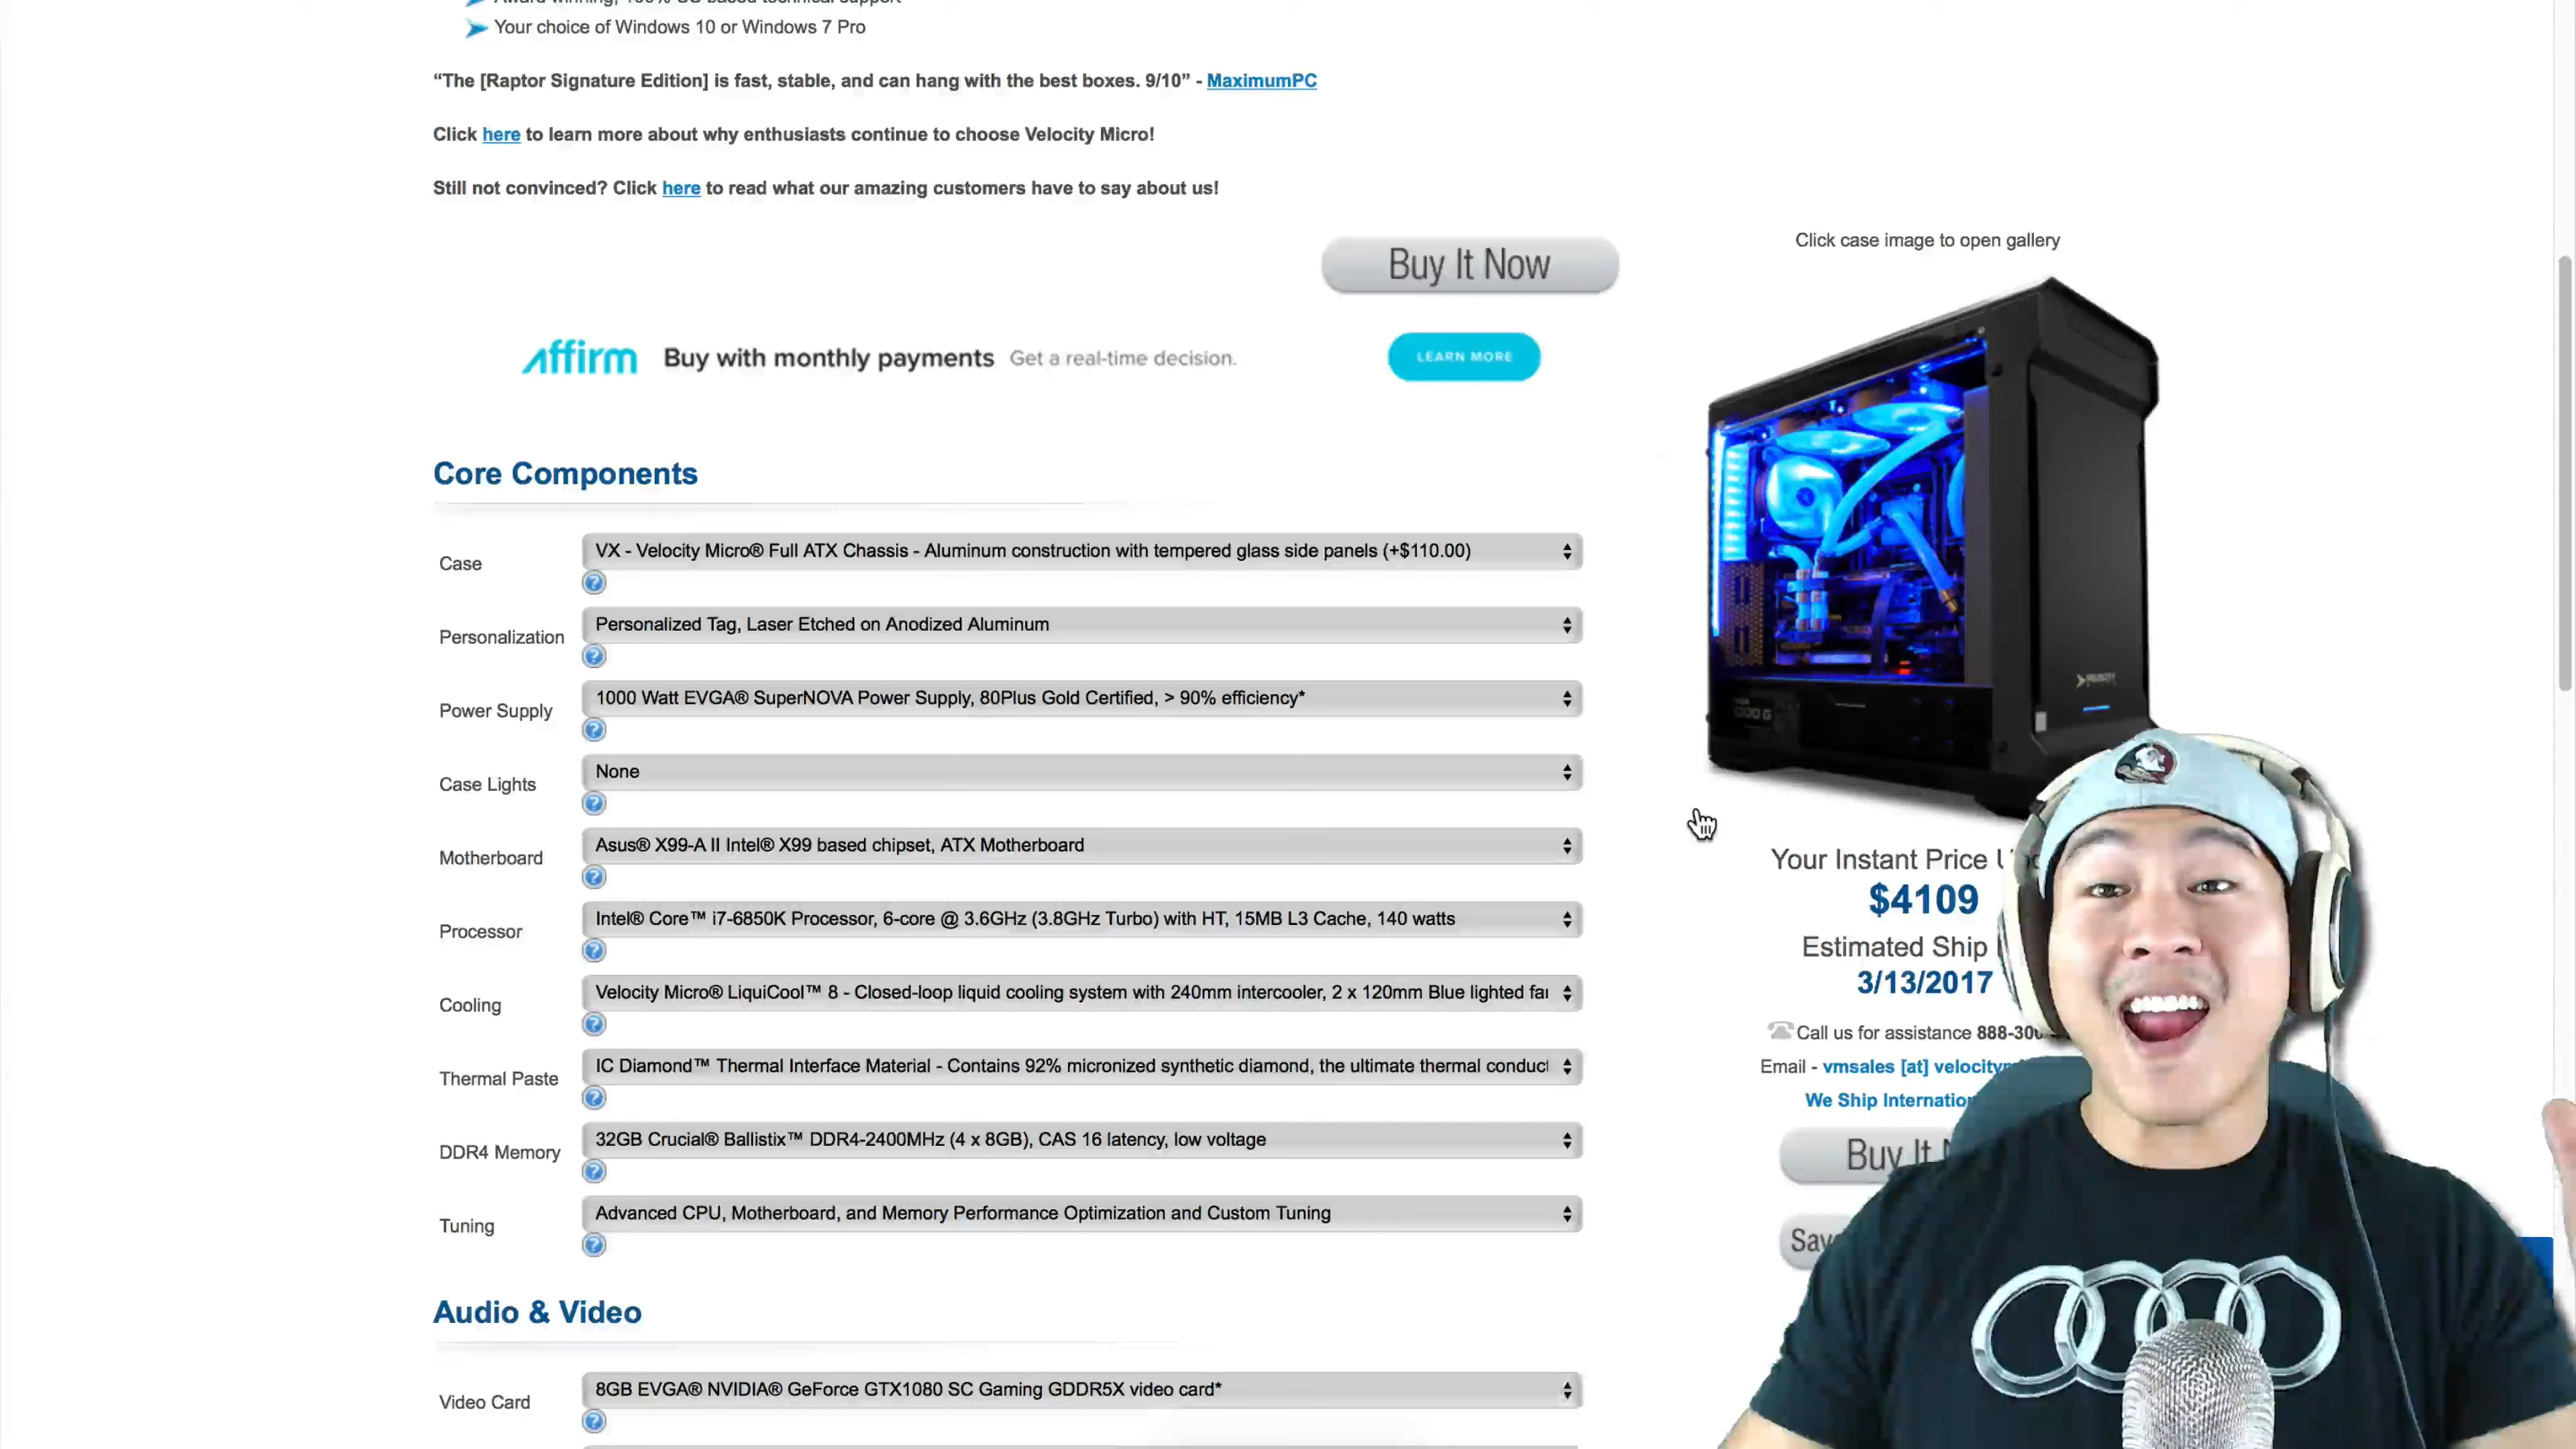 Your choice of Windows 10 or Windows 7 Pro
“The [Raptor Signature Edition] is fast, stable, and can hang with the best boxes. 9/10” - MaximumPC
Click here to learn more about why enthusiasts continue to choose Velocity Micro!
Still not convinced? Click here to read what our amazing customers have to say about us!
Buy It Now
Click case image to open gallery
Affirm Buy with monthly payments Get a real-time decision. LEARN MORE
Core Components
Case VX - Velocity Micro® Full ATX Chassis - Aluminum construction with tempered glass side panels (+$110.00)
Personalization Personalized Tag, Laser Etched on Anodized Aluminum
Power Supply 1000 Watt EVGA® SuperNOVA Power Supply, 80Plus Gold Certified, > 90% efficiency*
Case Lights None
Motherboard Asus® X99-A II Intel® X99 based chipset, ATX Motherboard
Processor Intel® Core™ i7-6850K Processor, 6-core @ 3.6GHz (3.8GHz Turbo) with HT, 15MB L3 Cache, 140 watts
Cooling Velocity Micro® LiquiCool™ 8 - Closed-loop liquid cooling system with 240mm intercooler, 2 x 120mm Blue lighted
Thermal Paste IC Diamond™ Thermal Interface Material - Contains 92% micronized synthetic diamond, the ultimate thermal
DDR4 Memory 32GB Crucial® Ballistix™ DDR4-2400MHz (4 x 8GB), CAS 16 latency, low voltage
Tuning Advanced CPU, Motherboard, and Memory Performance Optimization and Custom Tuning
Audio & Video
Video Card 8GB EVGA® NVIDIA® GeForce GTX1080 SC Gaming GDDR5X video card*
VELOCITY
Your Instant Price
$4109
Estimated Ship
3/13/2017
Call us for assistance 888-30
Email - vmsales [at]
We Ship
Buy It